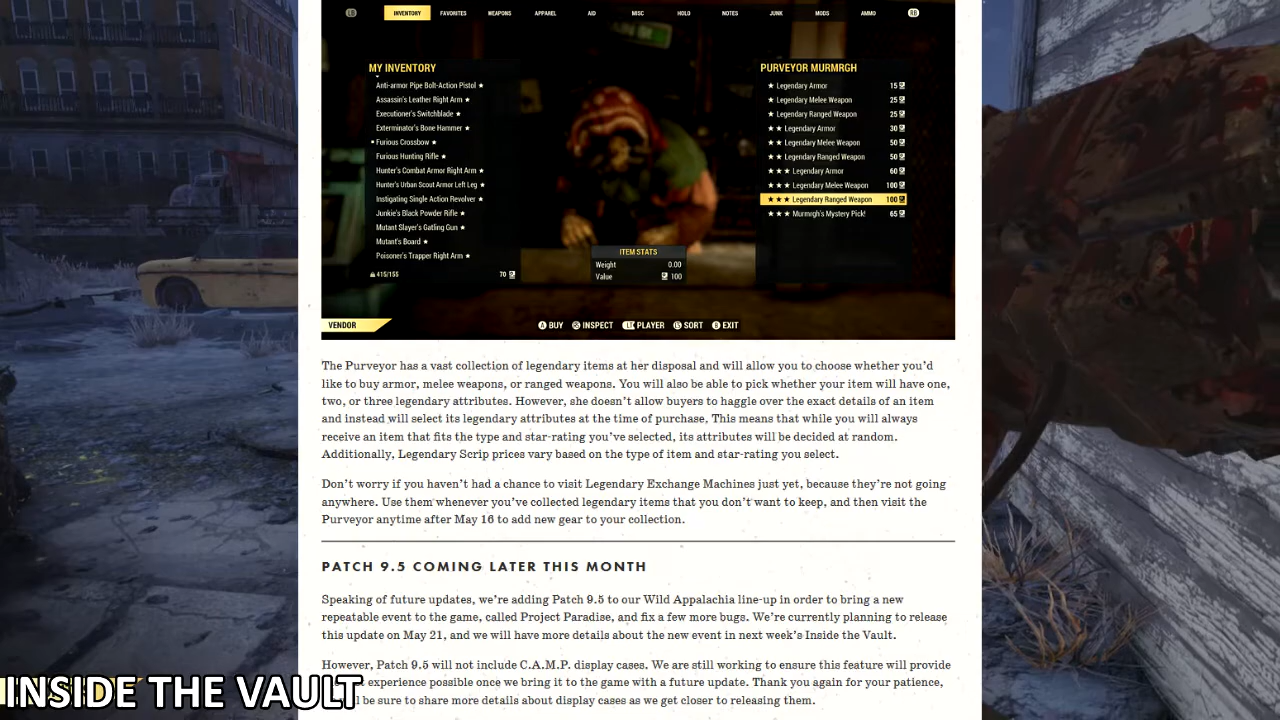 LB INVENTORY FAVORITES WEAPONS APPAREL AID MISC HOLO NOTES JUNK MODS AMMO RB
MY INVENTORY
Anti-armor Pipe Bolt-Action Pistol ★
Assassin's Leather Right Arm ★
Executioner's Switchblade ★
Exterminator's Bone Hammer ★
Furious Crossbow ★
Furious Hunting Rifle ★
Hunter's Combat Armor Right Arm ★
Hunter's Urban Scout Armor Left Leg ★
Instigating Single Action Revolver ★
Junkie's Black Powder Rifle ★
Mutant Slayer's Gatling Gun ★
Mutant's Board ★
Poisoner's Trapper Right Arm ★
415/155 70
PURVEYOR MURMRGH
★ Legendary Armor 15
★ Legendary Melee Weapon 25
★ Legendary Ranged Weapon 25
★ ★ Legendary Armor 30
★ ★ Legendary Melee Weapon 50
★ ★ Legendary Ranged Weapon 50
★ ★ ★ Legendary Armor 60
★ ★ ★ Legendary Melee Weapon 100
★ ★ ★ Legendary Ranged Weapon 100
★ ★ ★ Murmrgh's Mystery Pick! 65
ITEM STATS
Weight 0.00
Value 100
VENDOR
A BUY INSPECT PLAYER SORT B EXIT
The Purveyor has a vast collection of legendary items at her disposal and will allow you to choose whether you'd
like to buy armor, melee weapons, or ranged weapons. You will also be able to pick whether your item will have one,
two, or three legendary attributes. However, she doesn't allow buyers to haggle over the exact details of an item
and instead will select its legendary attributes at the time of purchase. This means that while you will always
receive an item that fits the type and star-rating you've selected, its attributes will be decided at random.
Additionally, Legendary Scrip prices vary based on the type of item and star-rating you select.
Don't worry if you haven't had a chance to visit Legendary Exchange Machines just yet, because they're not going
anywhere. Use them whenever you've collected legendary items that you don't want to keep, and then visit the
Purveyor anytime after May 16 to add new gear to your collection.
PATCH 9.5 COMING LATER THIS MONTH
Speaking of future updates, we're adding Patch 9.5 to our Wild Appalachia line-up in order to bring a new
repeatable event to the game, called Project Paradise, and fix a few more bugs. We're currently planning to release
this update on May 21, and we will have more details about the new event in next week's Inside the Vault.
However, Patch 9.5 will not include C.A.M.P. display cases. We are still working to ensure this feature will provide
experience possible once we bring it to the game with a future update. Thank you again for your patience,
be sure to share more details about display cases as we get closer to releasing them.
INSIDE THE VAULT